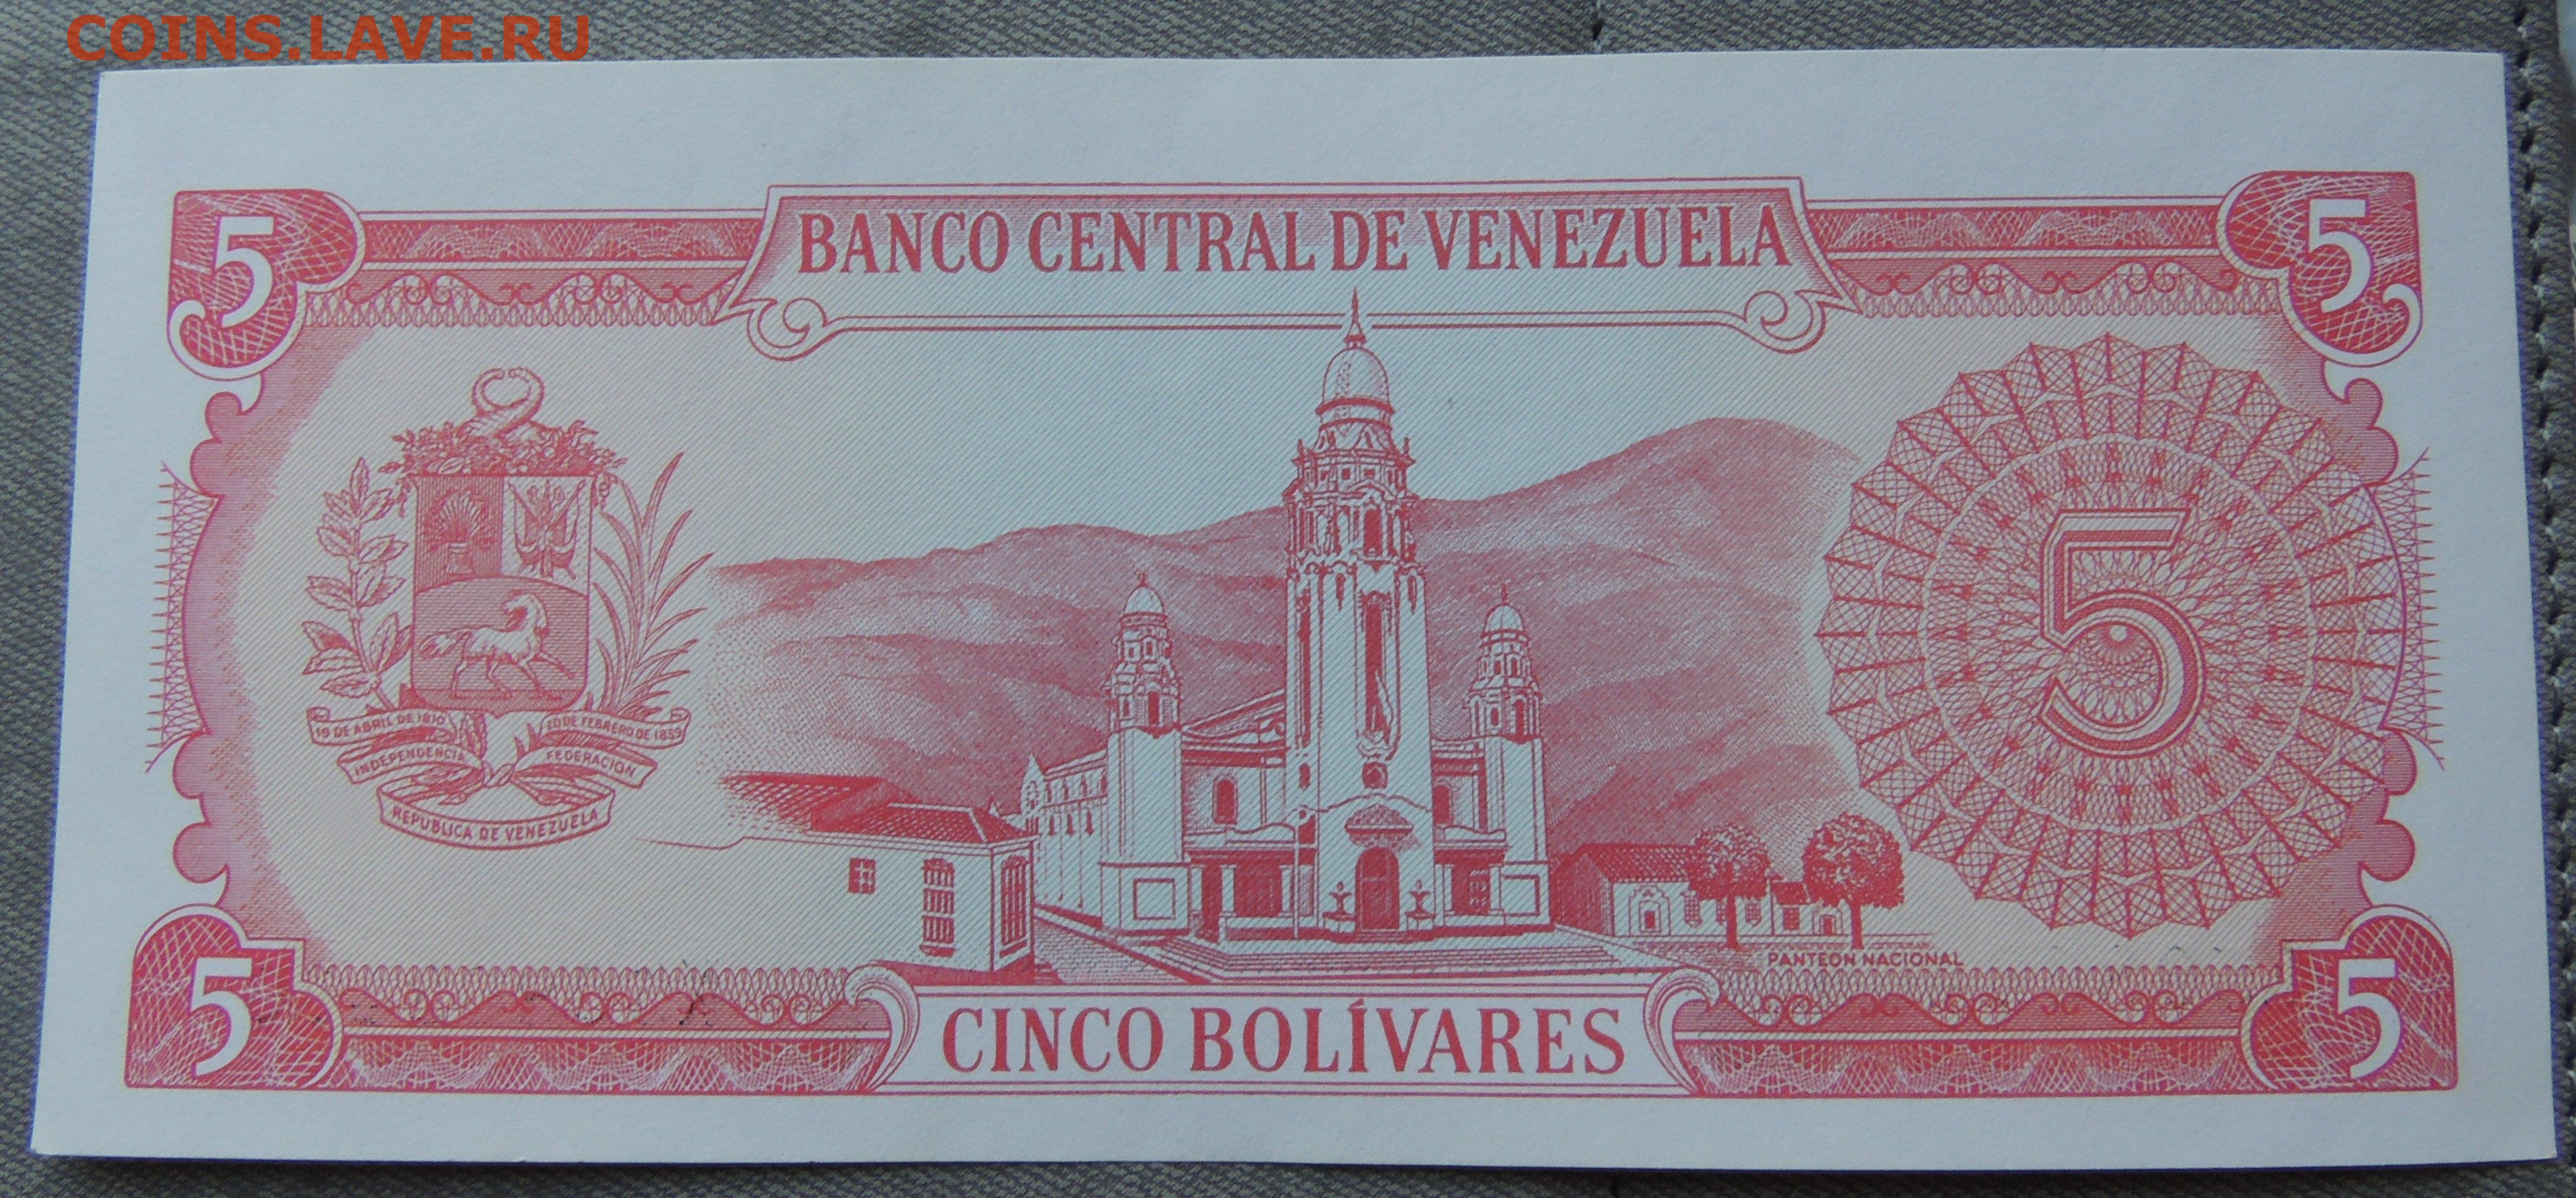 COINS.LAVE.RU
5
BANCO CENTRAL DE VENEZUELA
5
19 DE ABRIL DE 1810
20 DE FEBRERO DE 1859
INDEPENDENCIA
FEDERACION
REPUBLICA DE VENEZUELA
5
PANTEON NACIONAL
5
CINCO BOLÍVARES
5